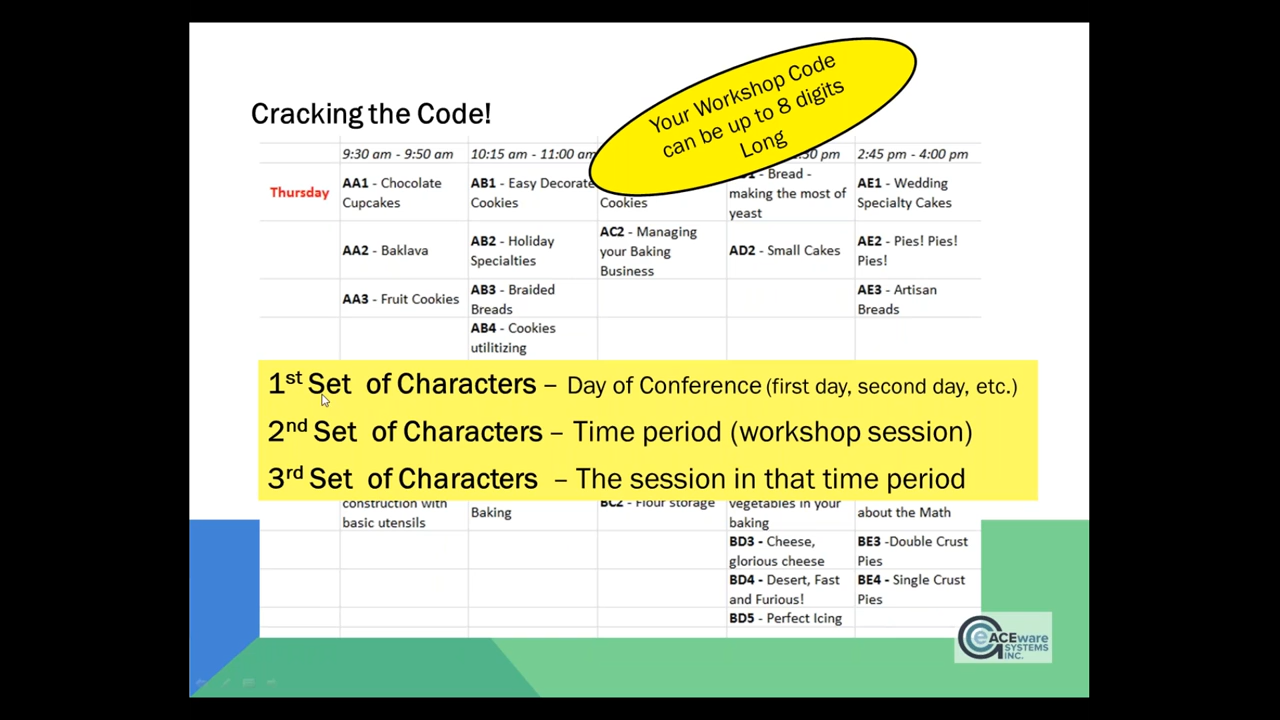 Your Workshop Code
can be up to 8 digits
Long
Cracking the Code!
9:30 am - 9:50 am 10:15 am - 11:00 am 30 pm 2:45 pm - 4:00 pm
Thursday
AA1 - Chocolate
Cupcakes
AB1 - Easy Decorate
Cookies
Cookies
- Bread -
making the most of
yeast
AE1 - Wedding
Specialty Cakes
AA2 - Baklava
AB2 - Holiday
Specialties
AC2 - Managing
your Baking
Business
AD2 - Small Cakes
AE2 - Pies! Pies!
Pies!
AA3 - Fruit Cookies
AB3 - Braided
Breads
AE3 - Artisan
Breads
AB4 - Cookies
utilitizing
1st Set of Characters – Day of Conference (first day, second day, etc.)
2nd Set of Characters – Time period (workshop session)
3rd Set of Characters – The session in that time period
construction with
basic utensils
Baking
BC2 - Flour storage
vegetables in your
baking
about the Math
BD3 - Cheese,
glorious cheese
BE3 -Double Crust
Pies
BD4 - Desert, Fast
and Furious!
BE4 - Single Crust
Pies
BD5 - Perfect Icing
ACEware
SYSTEMS
INC.